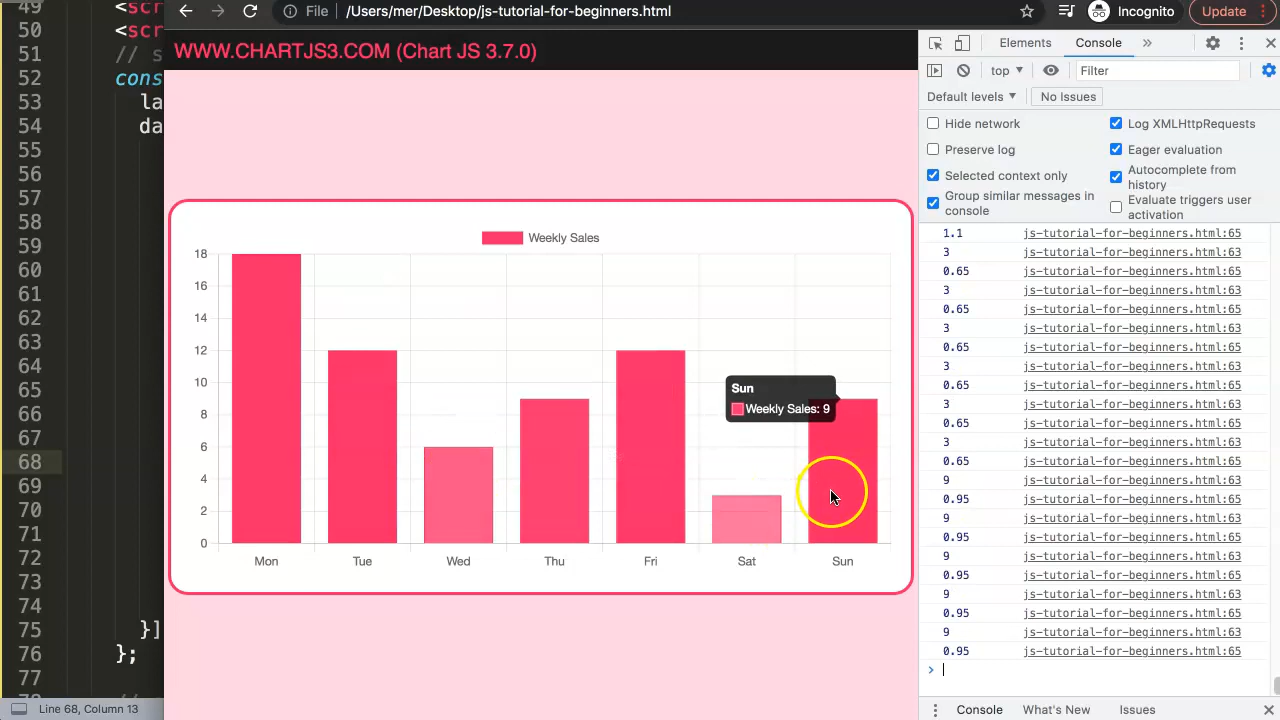 File | /Users/mer/Desktop/js-tutorial-for-beginners.html Incognito Update
49 <scr
50 <scr
51 // s
52 cons
53 la
54 da
55
56
57
58
59
60
61
62
63
64
65
66
67
68
69
70
71
72
73
74
75 }]
76 };
77
Line 68, Column 13
WWW.CHARTJS3.COM (Chart JS 3.7.0)
Weekly Sales
18
16
14
12
10
8
6
4
2
0
Sun
Weekly Sales: 9
Mon Tue Wed Thu Fri Sat Sun
Elements Console »
top Filter
Default levels No Issues
Hide network Log XMLHttpRequests
Preserve log Eager evaluation
Selected context only Autocomplete from
history
Group similar messages in Evaluate triggers user
console activation
1.1 js-tutorial-for-beginners.html:65
3 js-tutorial-for-beginners.html:63
0.65 js-tutorial-for-beginners.html:65
3 js-tutorial-for-beginners.html:63
0.65 js-tutorial-for-beginners.html:65
3 js-tutorial-for-beginners.html:63
0.65 js-tutorial-for-beginners.html:65
3 js-tutorial-for-beginners.html:63
0.65 js-tutorial-for-beginners.html:65
3 js-tutorial-for-beginners.html:63
0.65 js-tutorial-for-beginners.html:65
3 js-tutorial-for-beginners.html:63
0.65 js-tutorial-for-beginners.html:65
9 js-tutorial-for-beginners.html:63
0.95 js-tutorial-for-beginners.html:65
9 js-tutorial-for-beginners.html:63
0.95 js-tutorial-for-beginners.html:65
9 js-tutorial-for-beginners.html:63
0.95 js-tutorial-for-beginners.html:65
9 js-tutorial-for-beginners.html:63
0.95 js-tutorial-for-beginners.html:65
9 js-tutorial-for-beginners.html:63
0.95 js-tutorial-for-beginners.html:65
>
Console What's New Issues